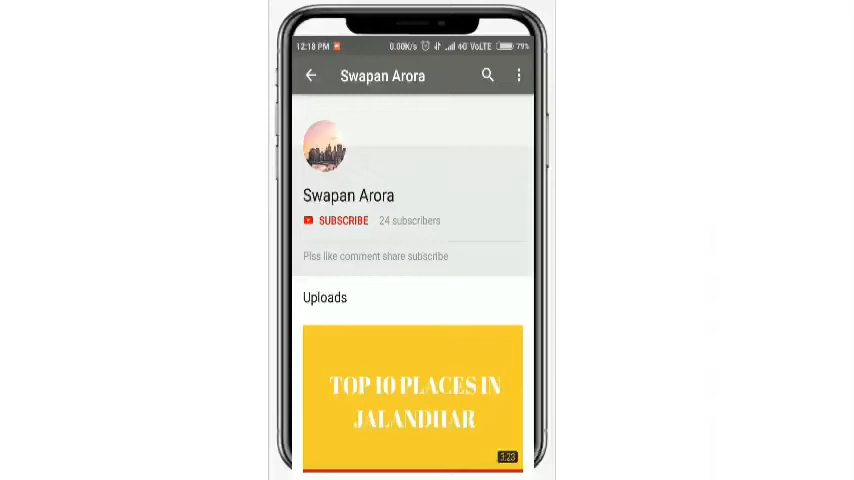 12:18 PM 0.00K/s 4G VoLTE 79%
Swapan Arora
Swapan Arora
SUBSCRIBE 24 subscribers
Plss like comment share subscribe
Uploads
TOP 10 PLACES IN
JALANDHAR
3:23